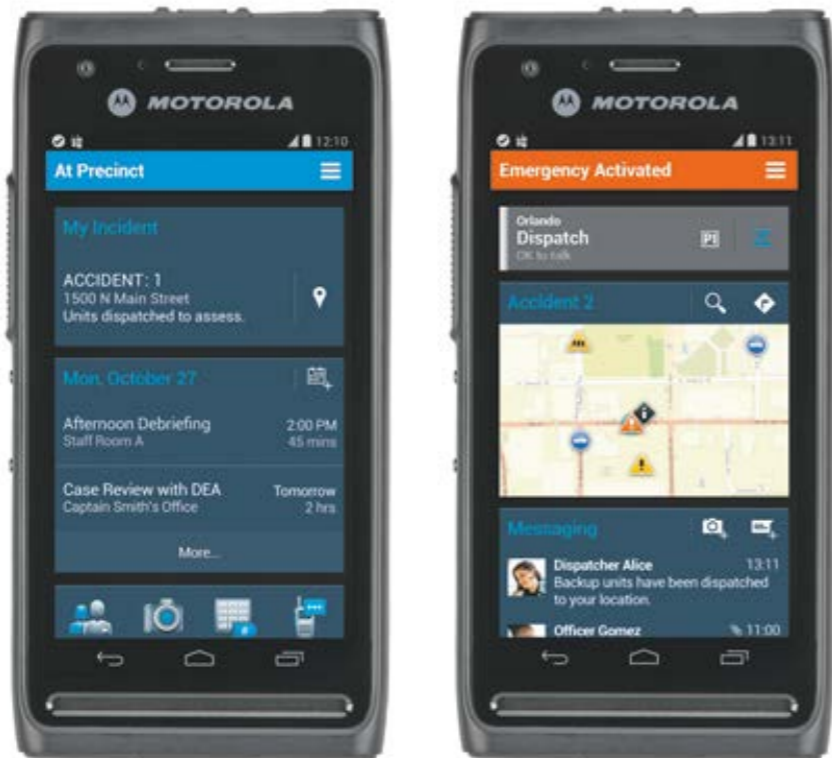 MOTOROLA
12:10
At Precinct
My Incident
ACCIDENT: 1
1500 N Main Street
Units dispatched to assess.
Mon, October 27
Afternoon Debriefing 2:00 PM
Staff Room A 45 mins
Case Review with DEA Tomorrow
Captain Smith's Office 2 hrs
More...
MOTOROLA
13:11
Emergency Activated
Orlando
Dispatch
OK to talk
P1
Accident 2
Messaging
Dispatcher Alice 13:11
Backup units have been dispatched
to your location.
Officer Gomez 11:00